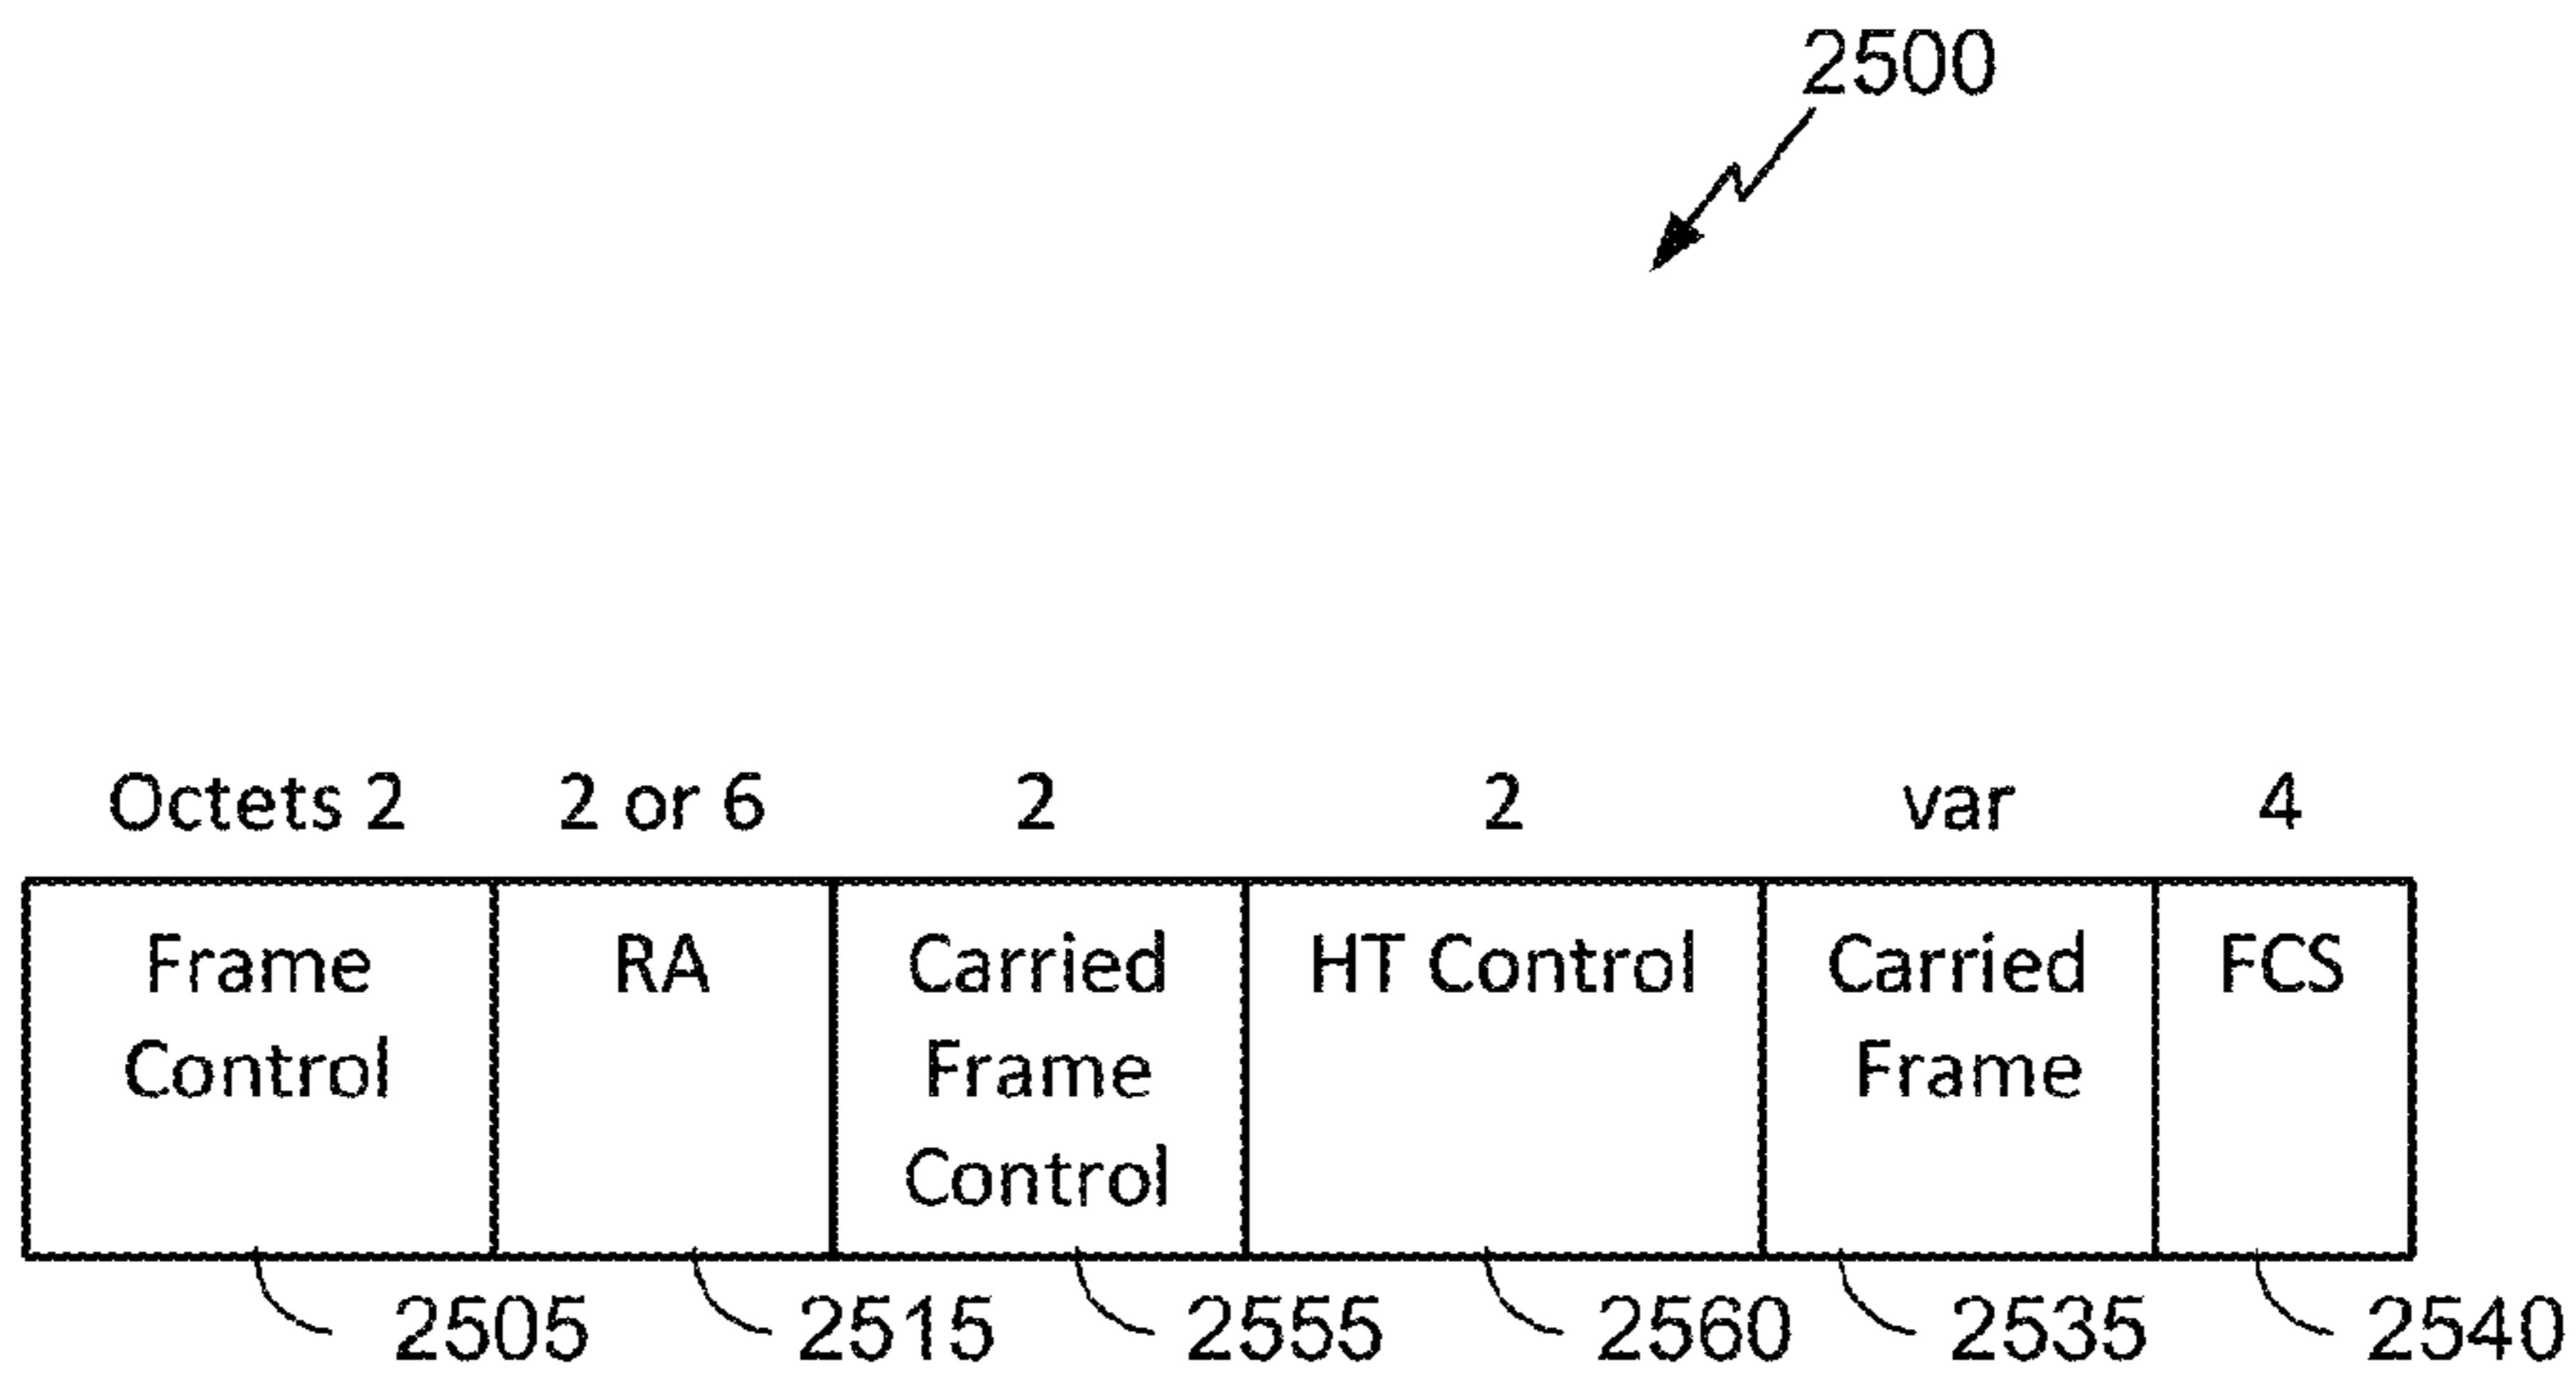 2500
Octets 2 2 or 6 2 2 var 4
Frame Control RA Carried Frame Control HT Control Carried Frame FCS
2505 2515 2555 2560 2535 2540